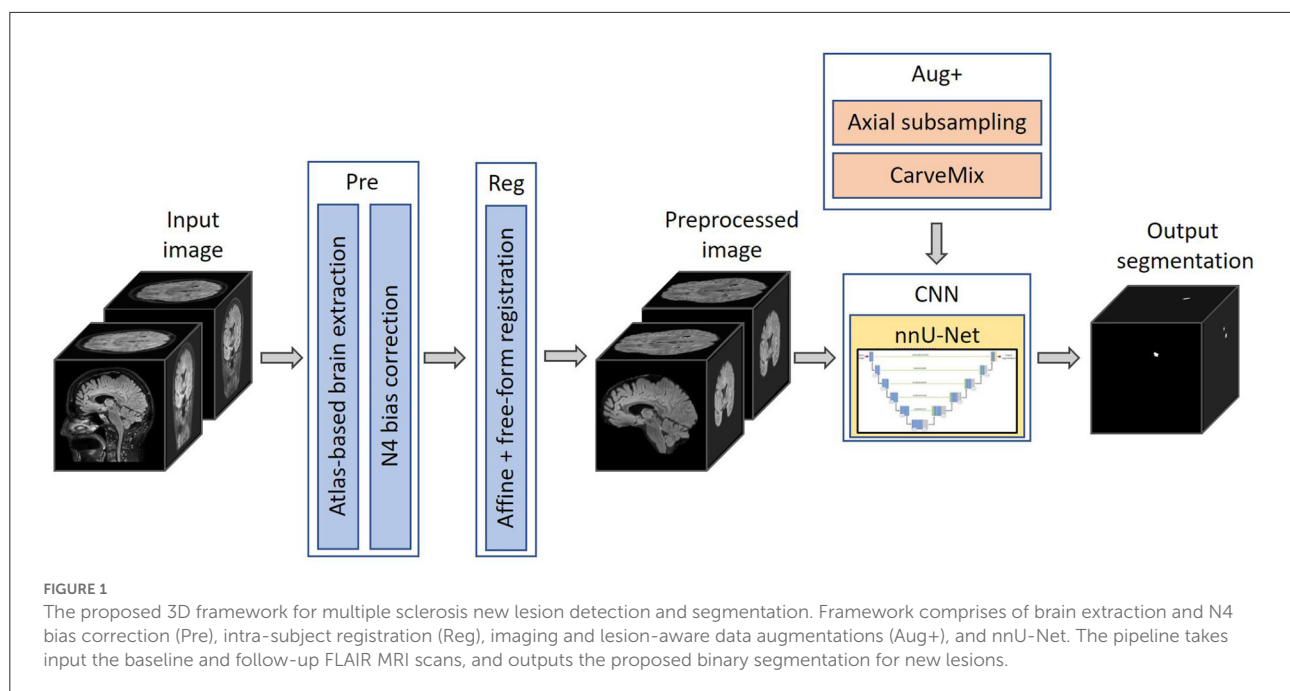 Aug+
Axial subsampling
CarveMix
Pre
Atlas-based brain extraction
N4 bias correction
Reg
Affine + free-form registration
Input
image
Preprocessed
image
CNN
nnU-Net
Output
segmentation
FIGURE 1
The proposed 3D framework for multiple sclerosis new lesion detection and segmentation. Framework comprises of brain extraction and N4
bias correction (Pre), intra-subject registration (Reg), imaging and lesion-aware data augmentations (Aug+), and nnU-Net. The pipeline takes
input the baseline and follow-up FLAIR MRI scans, and outputs the proposed binary segmentation for new lesions.